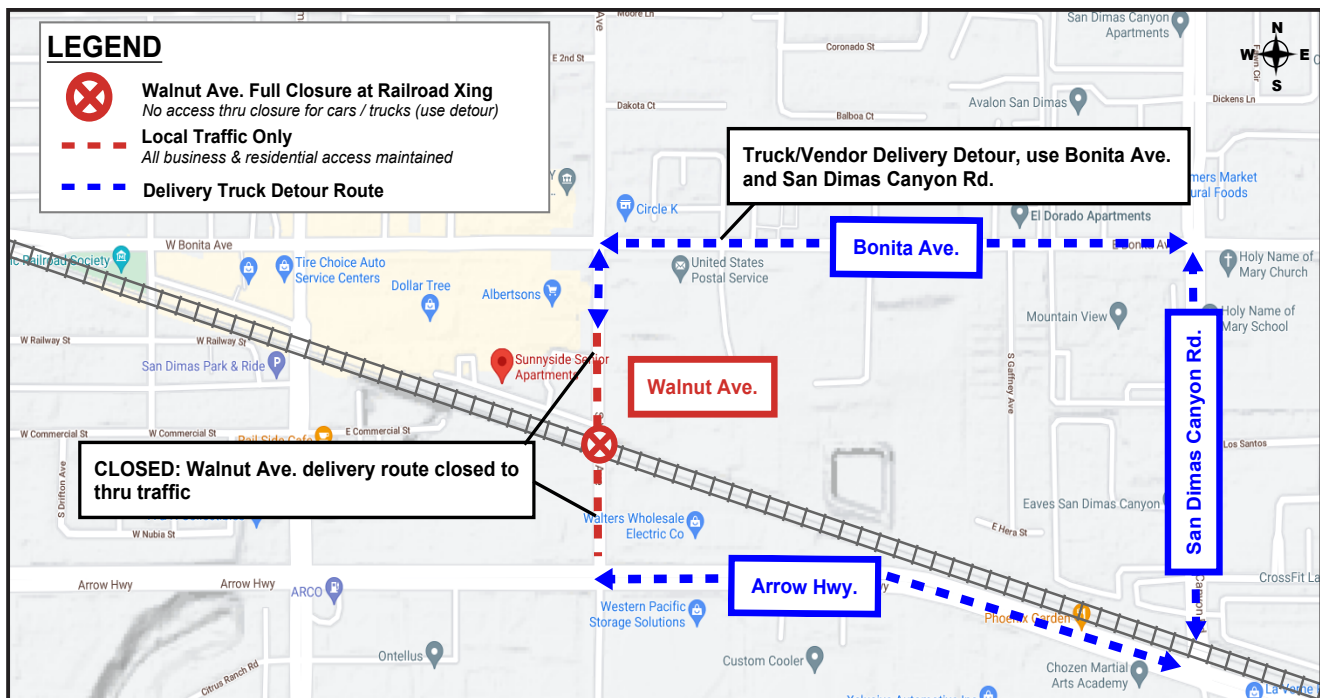 LEGEND
Walnut Ave. Full Closure at Railroad Xing
No access thru closure for cars / trucks (use detour)
Local Traffic Only
All business & residential access maintained
Delivery Truck Detour Route
N
W
E
S
Moore Ln
Ave
E 2nd St
Coronado St
San Dimas Canyon
Apartments
Dakota Ct
Balboa Ct
Avalon San Dimas
Dickens Ln
Truck/Vendor Delivery Detour, use Bonita Ave.
and San Dimas Canyon Rd.
Circle K
El Dorado Apartments
W Bonita Ave
Bonita Ave.
Railroad Society
Tire Choice Auto
Service Centers
Dollar Tree
Albertsons
United States
Postal Service
Holy Name of
Mary Church
Mountain View
Holy Name of
Mary School
W Railway St
W Railway St
San Dimas Park & Ride
Sunnyside Senior
Apartments
Walnut Ave.
S Gaffney Ave
San Dimas Canyon Rd.
W Commercial St
W Commercial St
E Commercial St
Rail Side Cafe
Los Santos
CLOSED: Walnut Ave. delivery route closed to
thru traffic
S Drifton Ave
W Nubia St
Walters Wholesale
Electric Co
Eaves San Dimas Canyon
E Hera St
Arrow Hwy
Arrow Hwy
Arrow Hwy.
ARCO
CrossFit La
Western Pacific
Storage Solutions
Phoenix Garden
Ontellus
Custom Cooler
Chozen Martial
Arts Academy
Citrus Ranch Rd
La Verne